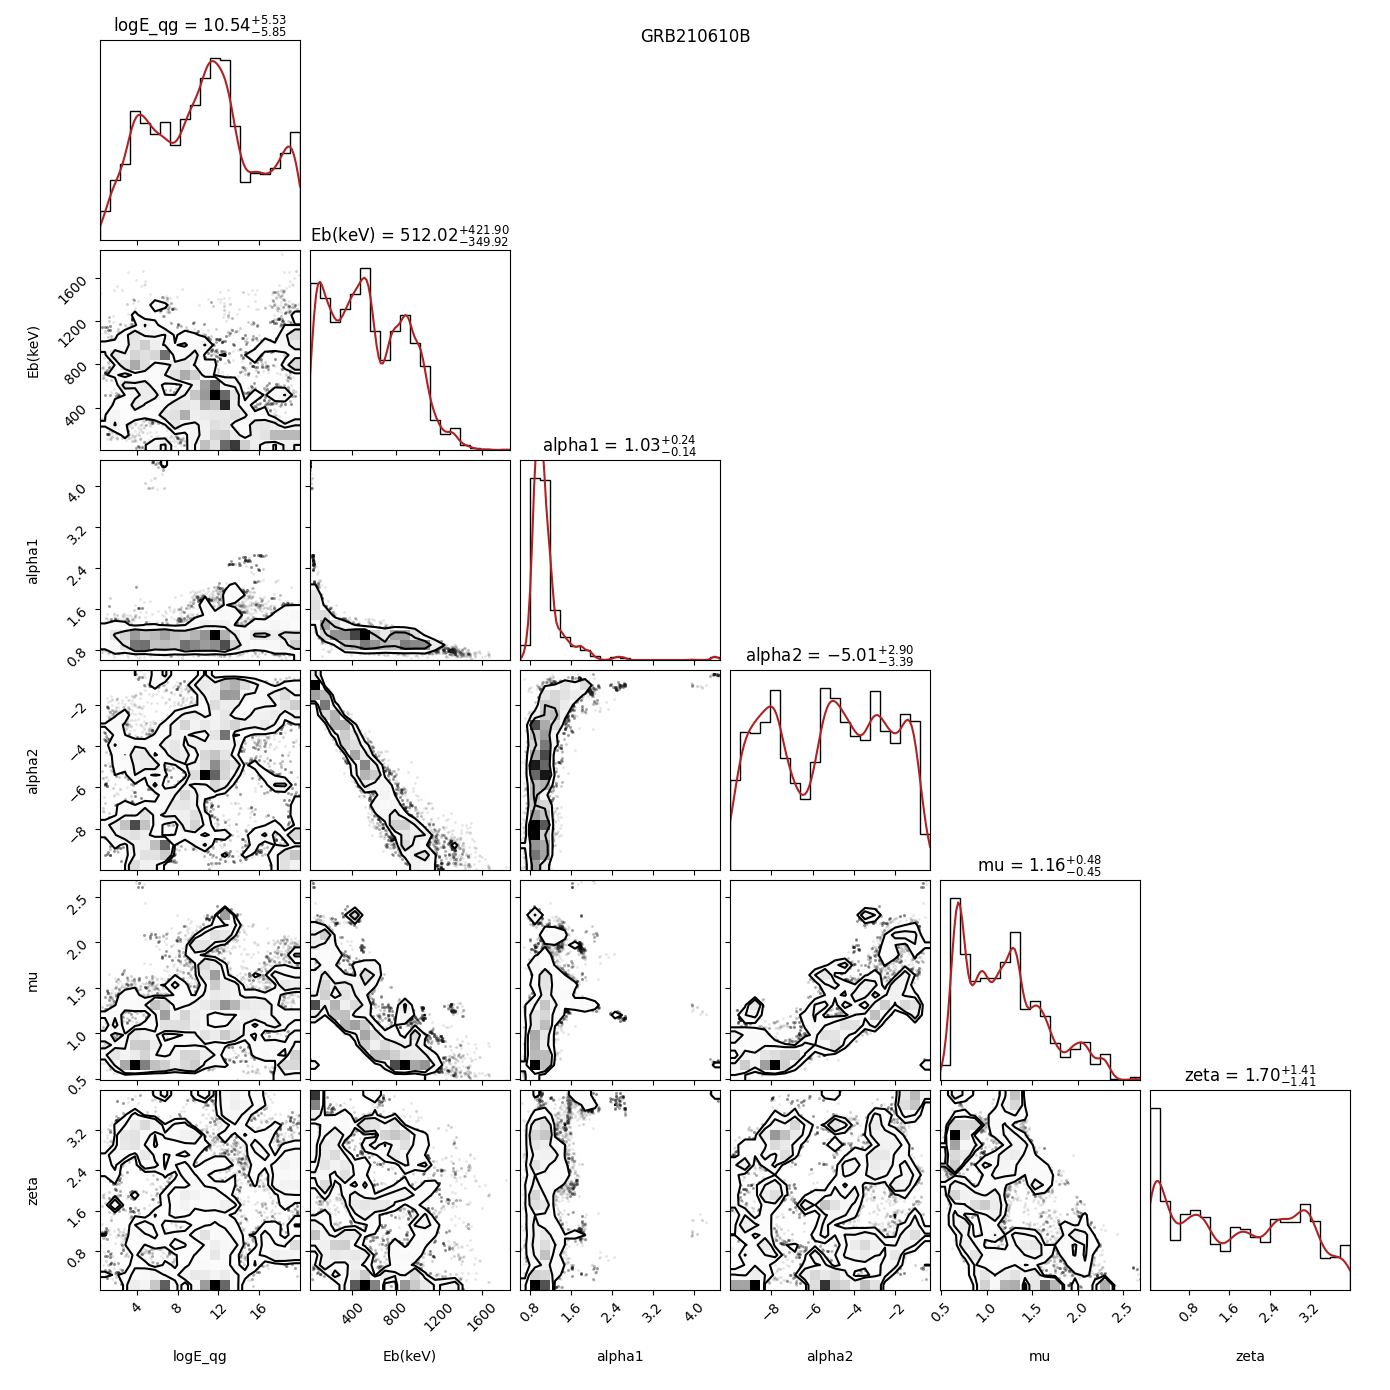 logE_qg = 10.54+5.53 −5.85
GRB210610B
Eb(keV) = 512.02+421.90 −349.92
1600
1200
800
400
Eb(keV)
alpha1 = 1.03+0.24 −0.14
4.0
3.2
2.4
1.6
0.8
alpha1
alpha2 = −5.01+2.90 −3.39
−2
−4
−6
−8
alpha2
mu = 1.16+0.48 −0.45
2.5
2.0
1.5
1.0
0.5
mu
zeta = 1.70+1.41 −1.41
3.2
2.4
1.6
0.8
zeta
4 8 12 16 400 800 1200 1600 0.8 1.6 2.4 3.2 4.0 −8 −6 −4 −2 0.5 1.0 1.5 2.0 2.5 0.8 1.6 2.4 3.2
logE_qg Eb(keV) alpha1 alpha2 mu zeta